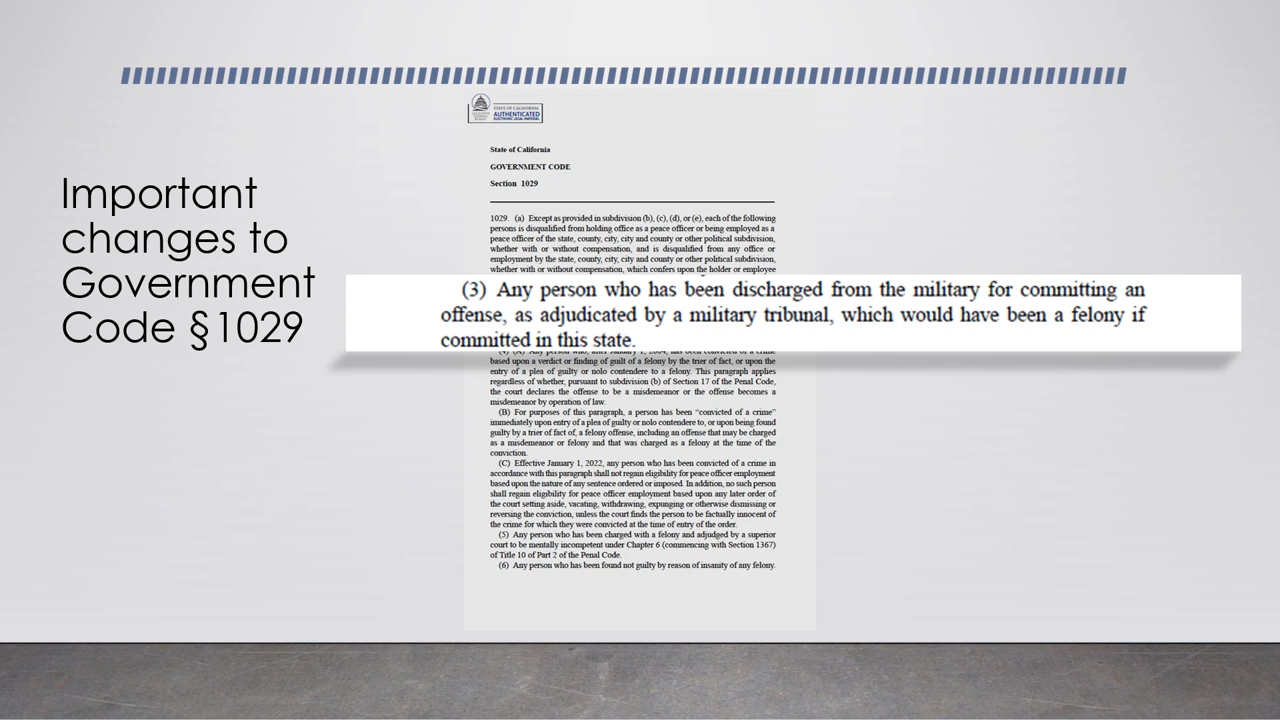 Important
changes to
Government
Code §1029
STATE OF CALIFORNIA
AUTHENTICATED
ELECTRONIC LEGAL MATERIAL
State of California
GOVERNMENT CODE
Section 1029
1029. (a) Except as provided in subdivision (b), (c), (d), or (e), each of the following
persons is disqualified from holding office as a peace officer or being employed as a
peace officer of the state, county, city, city and county or other political subdivision,
whether with or without compensation, and is disqualified from any office or
employment by the state, county, city, city and county or other political subdivision,
whether with or without compensation, which confers upon the holder or employee
(3) Any person who has been discharged from the military for committing an
offense, as adjudicated by a military tribunal, which would have been a felony if
committed in this state.
(4) (A) Any person who, after January 1, 2004, has been convicted of a crime
based upon a verdict or finding of guilt of a felony by the trier of fact, or upon the
entry of a plea of guilty or nolo contendere to a felony. This paragraph applies
regardless of whether, pursuant to subdivision (b) of Section 17 of the Penal Code,
the court declares the offense to be a misdemeanor or the offense becomes a
misdemeanor by operation of law.
(B) For purposes of this paragraph, a person has been “convicted of a crime”
immediately upon entry of a plea of guilty or nolo contendere to, or upon being found
guilty by a trier of fact of, a felony offense, including an offense that may be charged
as a misdemeanor or felony and that was charged as a felony at the time of the
conviction.
(C) Effective January 1, 2022, any person who has been convicted of a crime in
accordance with this paragraph shall not regain eligibility for peace officer employment
based upon the nature of any sentence ordered or imposed. In addition, no such person
shall regain eligibility for peace officer employment based upon any later order of
the court setting aside, vacating, withdrawing, expunging or otherwise dismissing or
reversing the conviction, unless the court finds the person to be factually innocent of
the crime for which they were convicted at the time of entry of the order.
(5) Any person who has been charged with a felony and adjudged by a superior
court to be mentally incompetent under Chapter 6 (commencing with Section 1367)
of Title 10 of Part 2 of the Penal Code.
(6) Any person who has been found not guilty by reason of insanity of any felony.